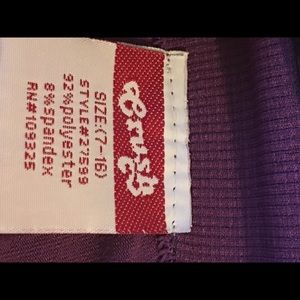 Crush
SIZE:(7-16)
STYLE#27599
92%polyester
8%spandex
RN#109325